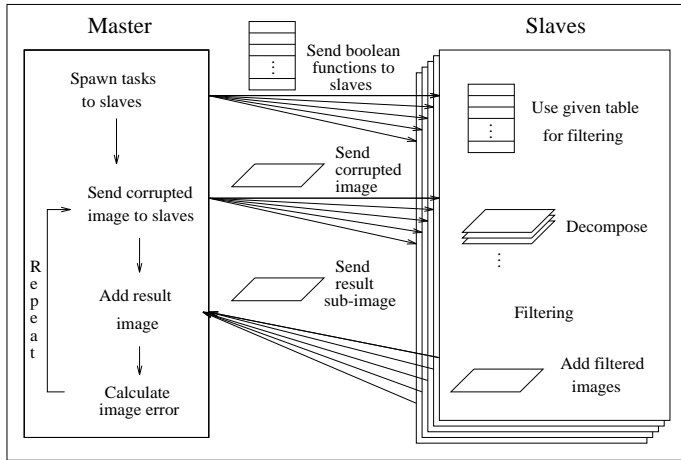 Master
Spawn tasks
to slaves
Send corrupted
image to slaves
Repeat
Add result
image
Calculate
image error
Send boolean
functions to
slaves
Send
corrupted
image
Send
result
sub-image
Slaves
Use given table
for filtering
Decompose
Filtering
Add filtered
images